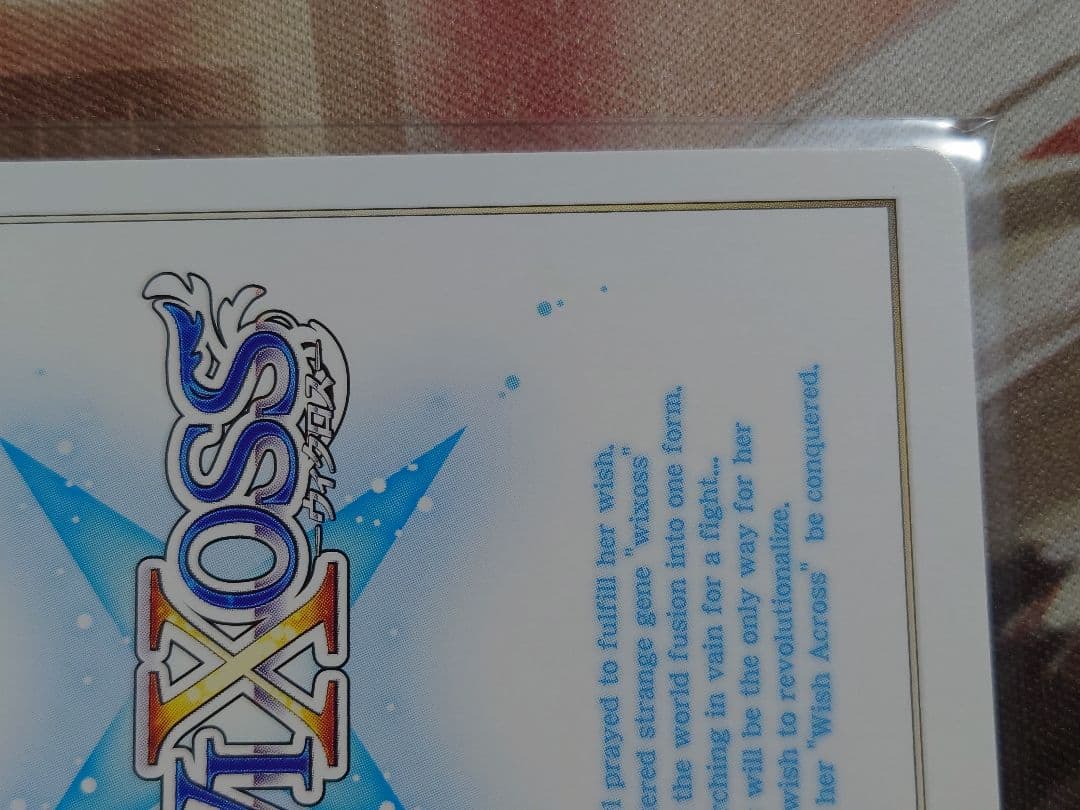 WIXOSS
ーウィクロスー
prayed to fulfill her wish,
strange gene "wixoss"
the world fusion into one form.
in vain for a fight...
will be the only way for her
wish to revolutionalize.
her "Wish Across" be conquered.